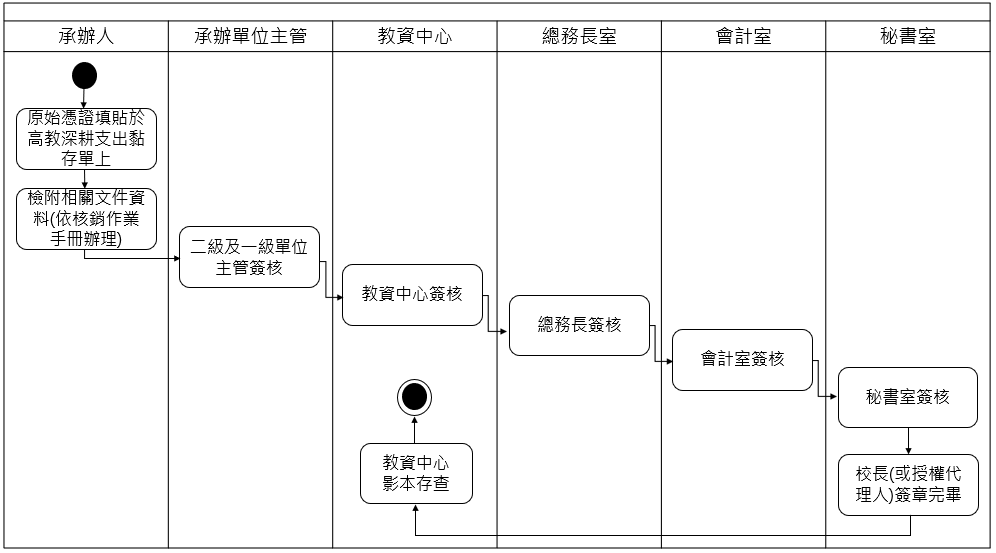 承辦人
承辦單位主管
教資中心
總務長室
會計室
秘書室
原始憑證填貼於
高教深耕支出黏
存單上
檢附相關文件資
料(依核銷作業
手冊辦理)
二級及一級單位
主管簽核
教資中心簽核
總務長簽核
會計室簽核
秘書室簽核
校長(或授權代
理人)簽章完畢
教資中心
影本存查